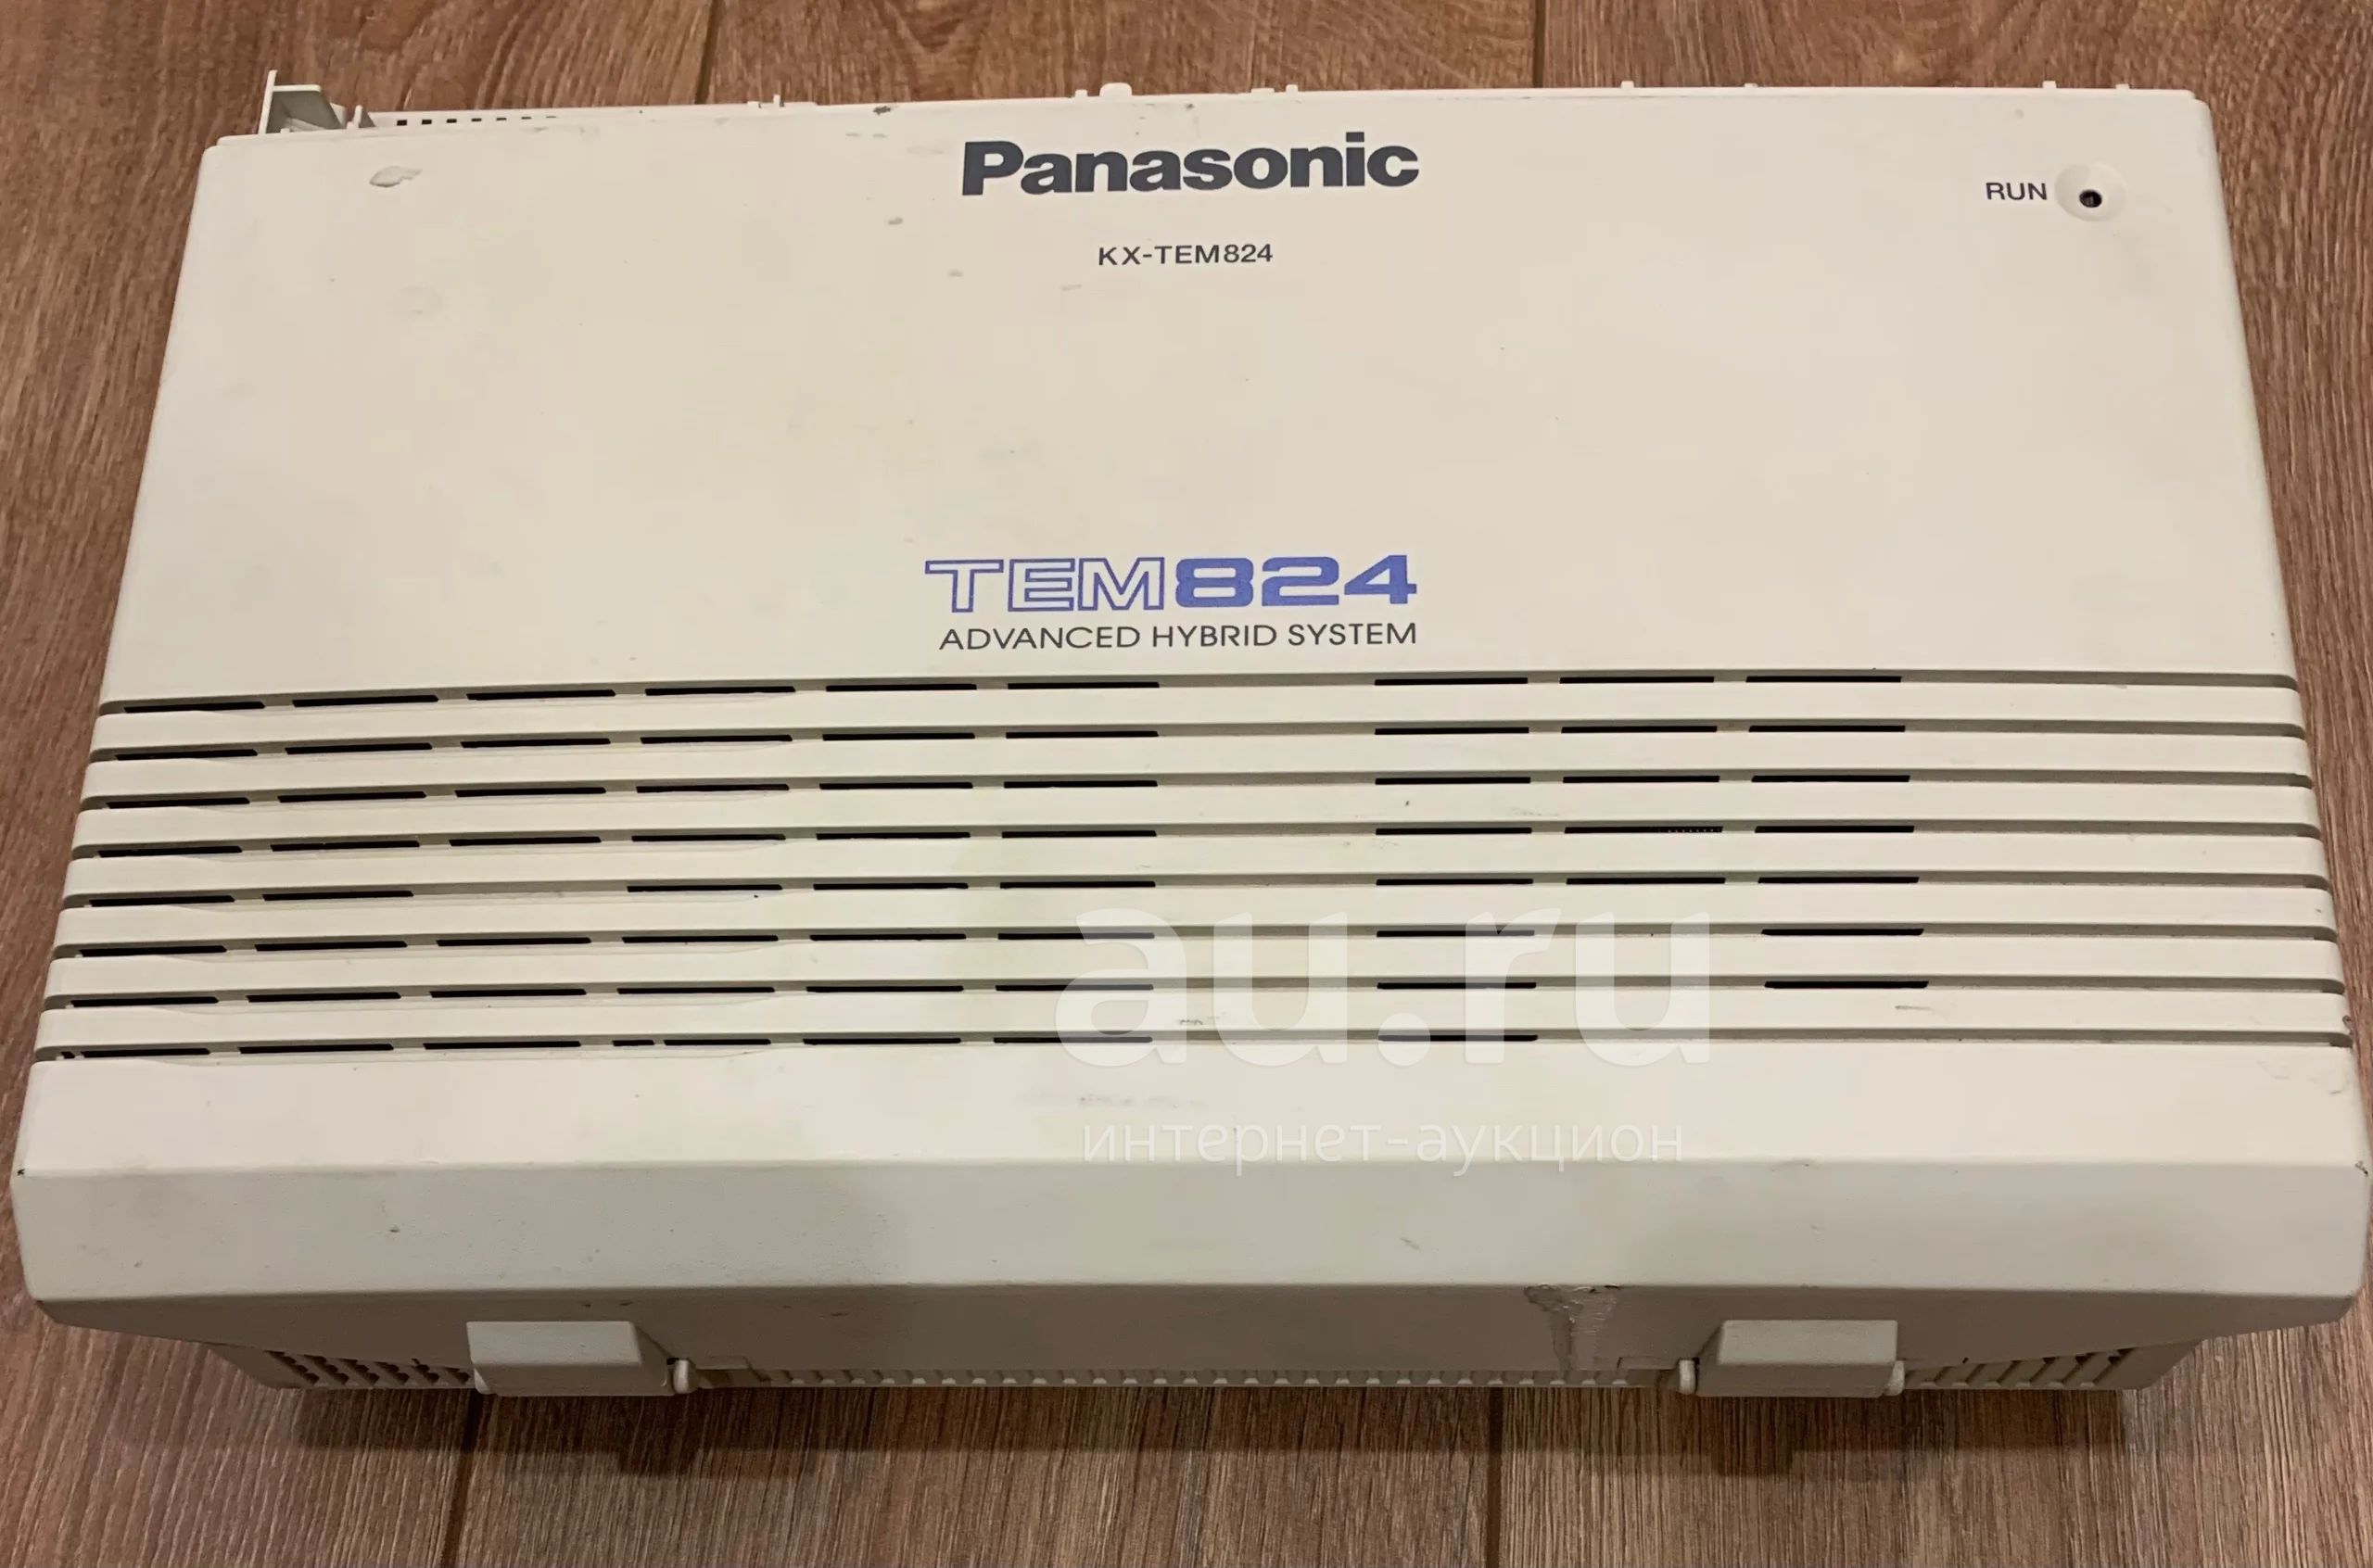 Panasonic
RUN
KX-TEM824
TEM824
ADVANCED HYBRID SYSTEM
au.ru
интернет-аукцион